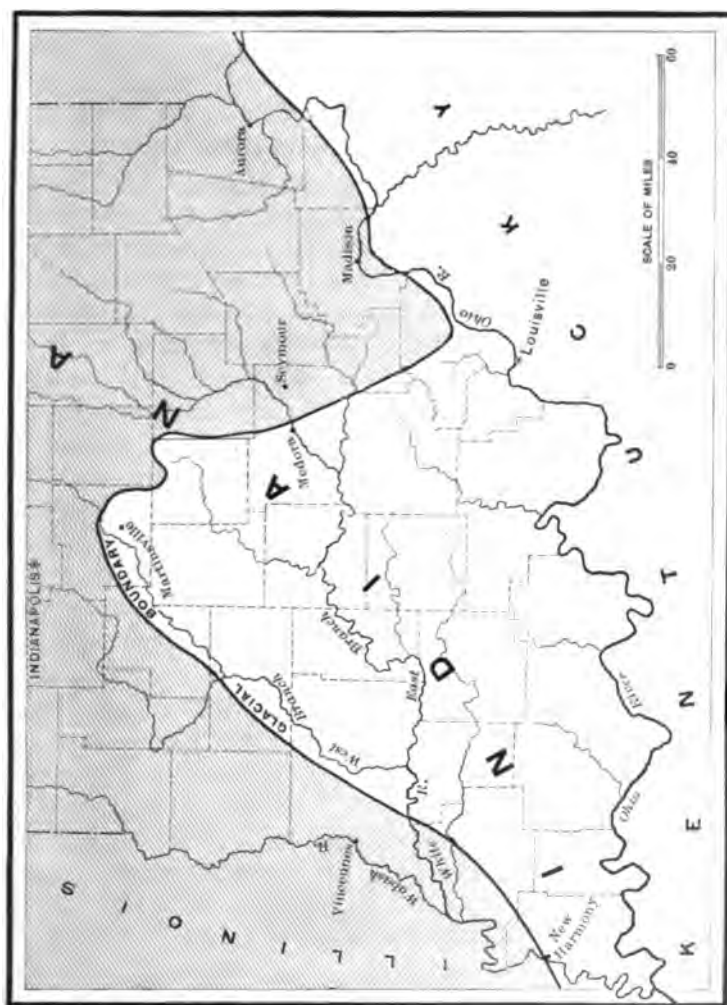 INDIANAPOLIS
ILLINOIS
INDIANA
KENTUCKY
GLACIAL BOUNDARY
Martinsville
Aurora
Madison
Seymour
Medora
Vincennes
Wabash R.
White R.
West Branch
East Branch
New Harmony
Louisville
Ohio R.
Ohio River
SCALE OF MILES
0 20 40 60